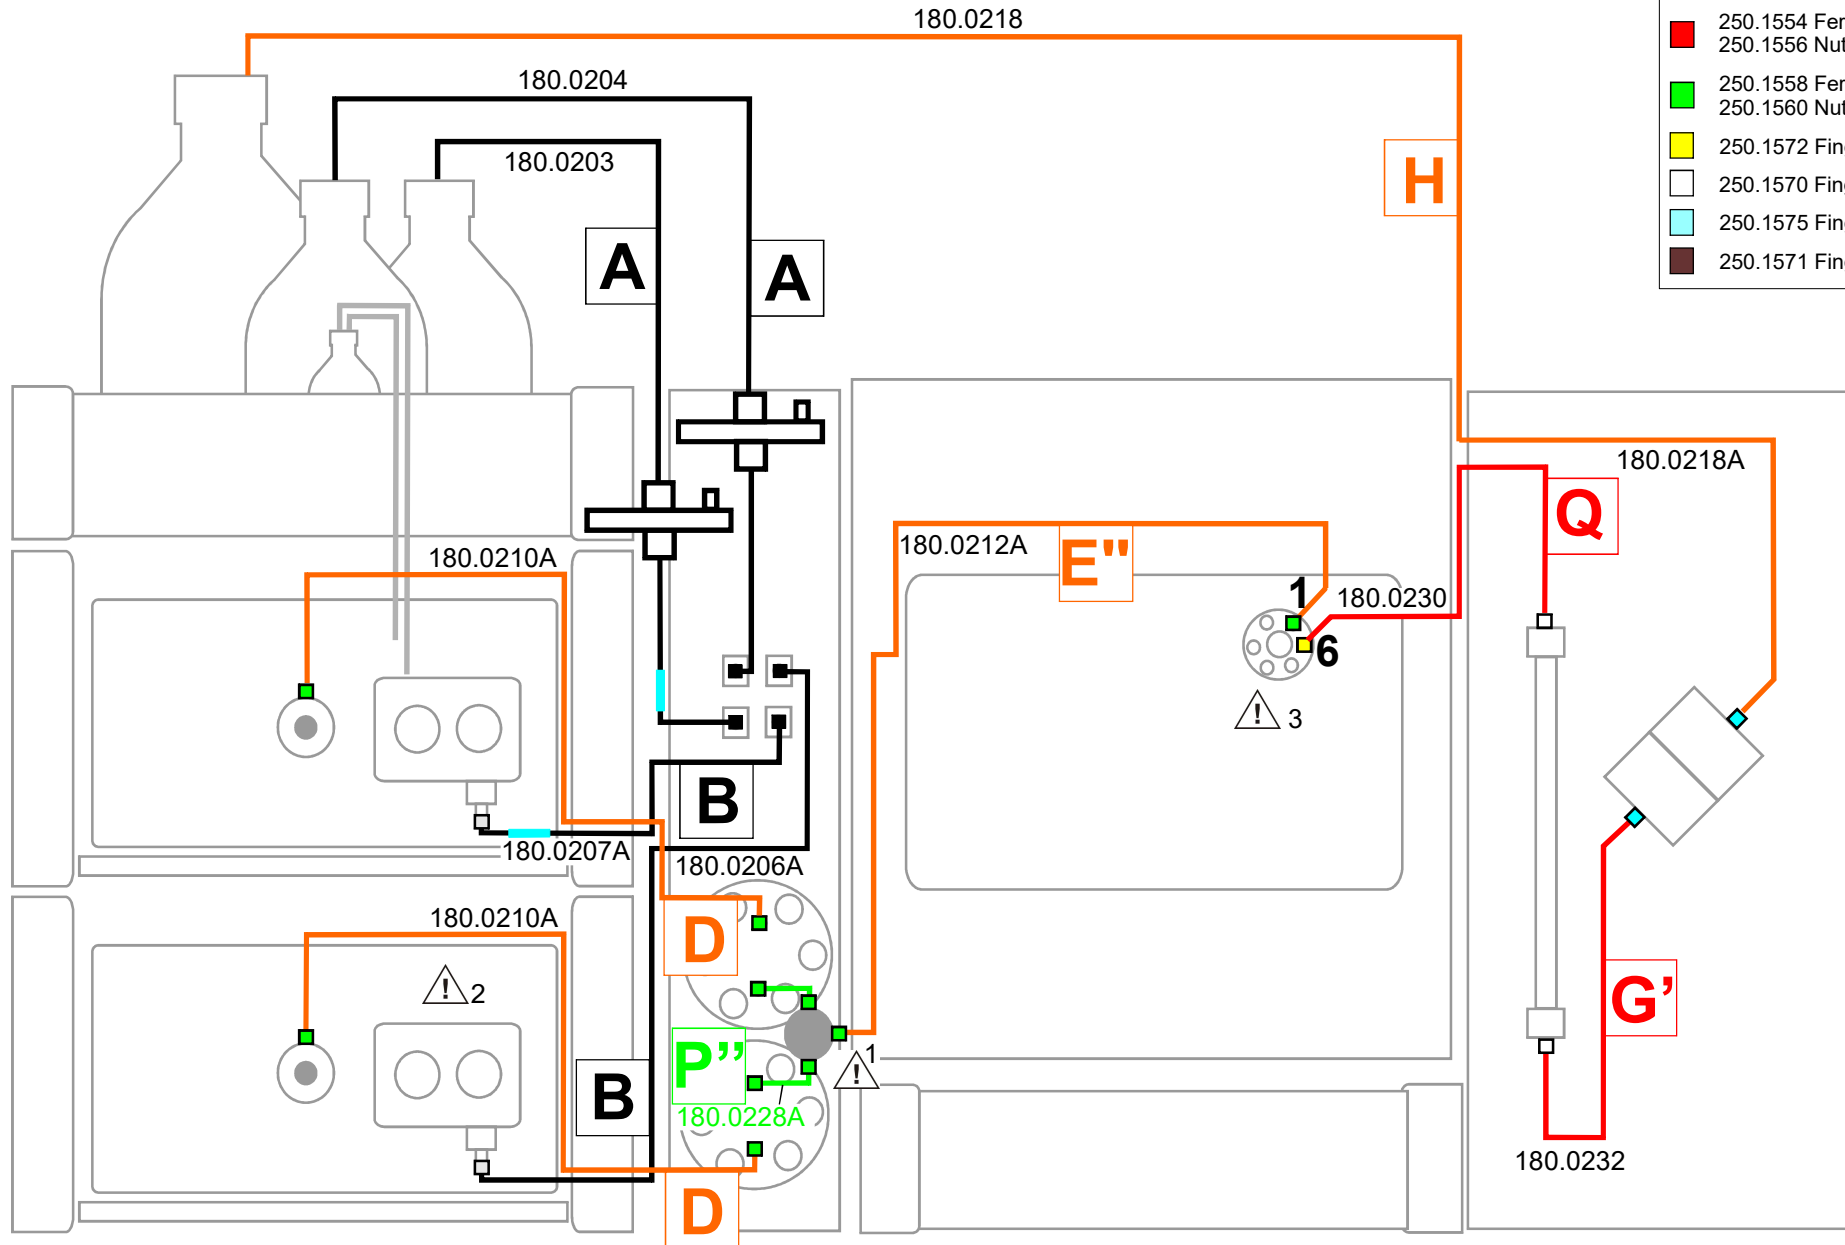 180.0218
250.1554 Fer
250.1556 Nut
180.0204
250.1558 Fer
250.1560 Nut
180.0203
250.1572 Fin
H
250.1570 Fing
250.1575 Fin
250.1571 Fin
A
A
180.0218A
Q
180.0210A
180.0212A
E"
1
180.0230
6
3
B
180.0207A
180.0206A
180.0210A
D
2
G’
P”
1
B
180.0228A
180.0232
D